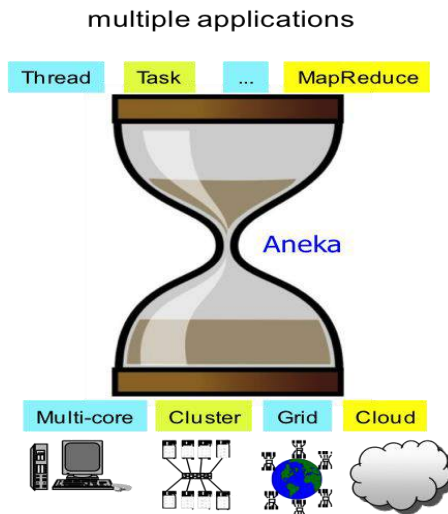 multiple applications
Thread Task ... MapReduce
Aneka
Multi-core Cluster Grid Cloud